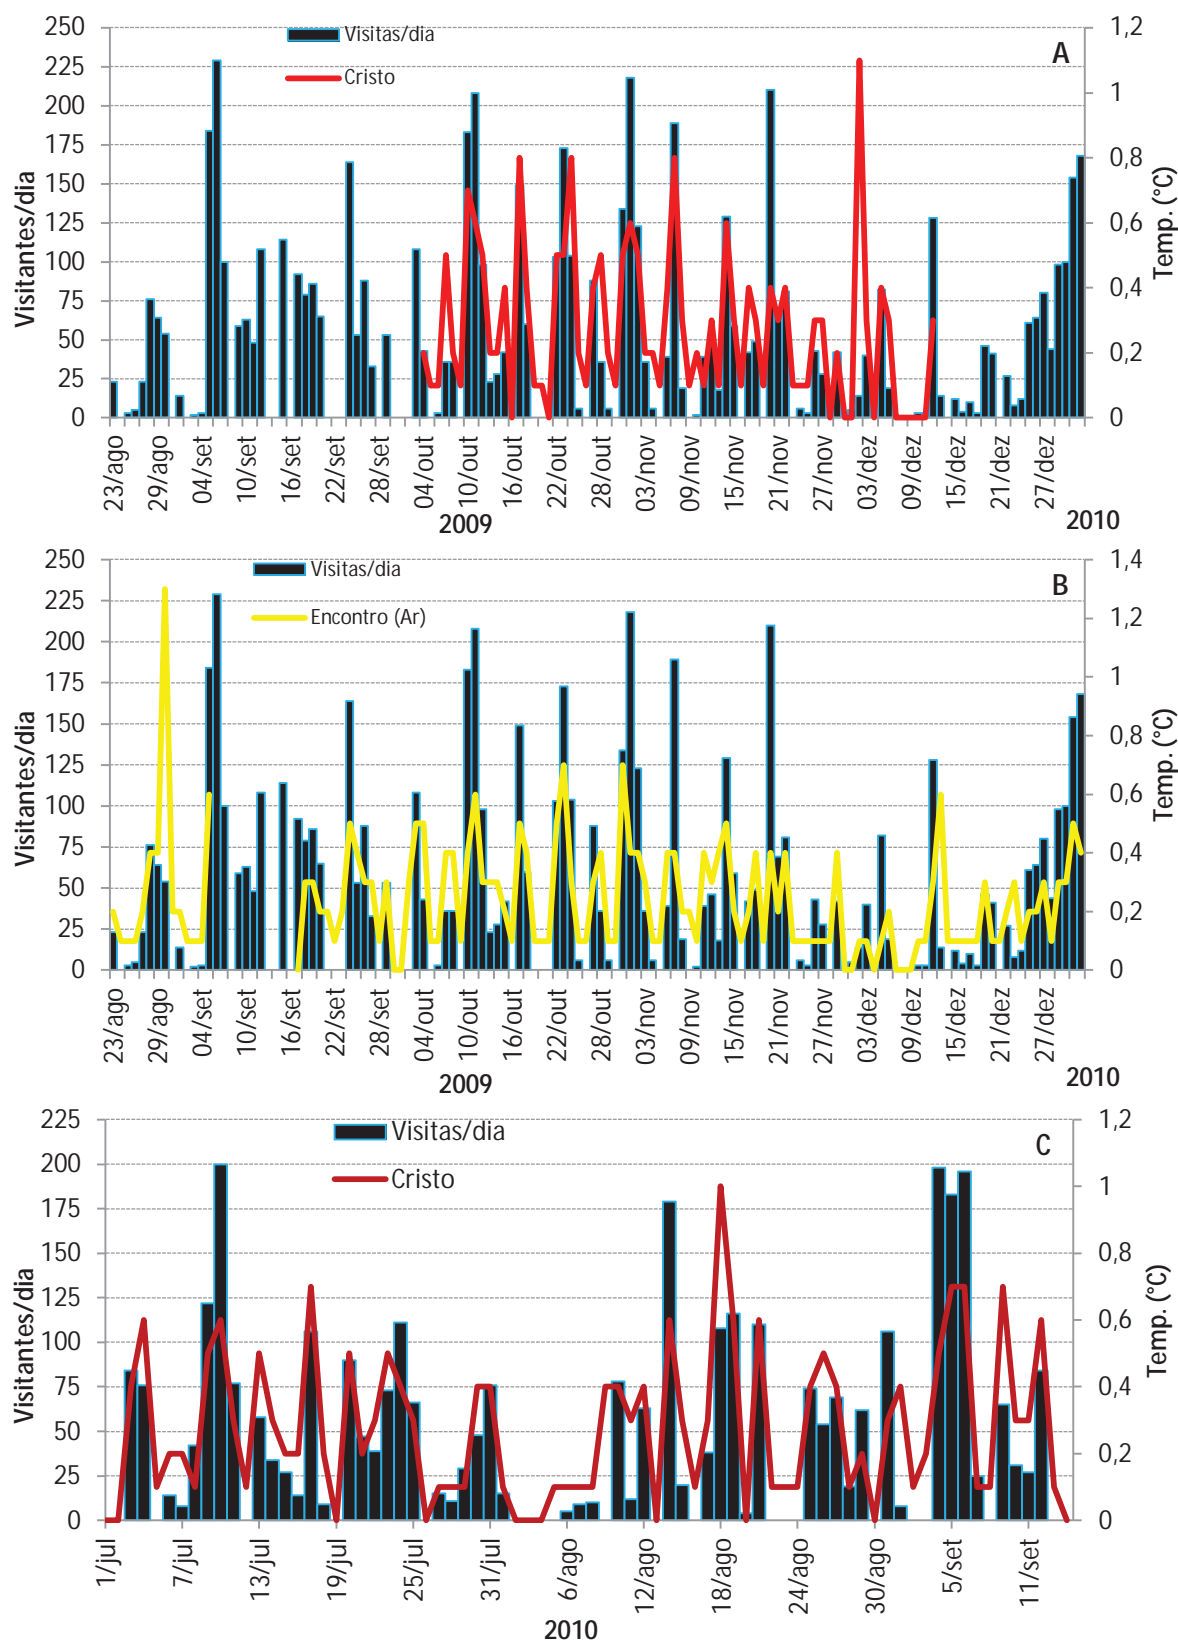 250
225
200
175
150
125
100
75
50
25
0
Visitantes/dia
Visitas/dia
Cristo
A
1,2
1
0,8
0,6
0,4
0,2
0
Temp. (°C)
23/ago
29/ago
04/set
10/set
16/set
22/set
28/set
04/out
10/out
16/out
22/out
28/out
03/nov
09/nov
15/nov
21/nov
27/nov
03/dez
09/dez
15/dez
21/dez
27/dez
2009
2010
250
225
200
175
150
125
100
75
50
25
0
Visitantes/dia
Visitas/dia
Encontro (Ar)
B
1,4
1,2
1
0,8
0,6
0,4
0,2
0
Temp. (°C)
23/ago
29/ago
04/set
10/set
16/set
22/set
28/set
04/out
10/out
16/out
22/out
28/out
03/nov
09/nov
15/nov
21/nov
27/nov
03/dez
09/dez
15/dez
21/dez
27/dez
2009
2010
225
200
175
150
125
100
75
50
25
0
Visitantes/dia
Visitas/dia
Cristo
C
1,2
1
0,8
0,6
0,4
0,2
0
Temp. (°C)
1/jul
7/jul
13/jul
19/jul
25/jul
31/jul
6/ago
12/ago
18/ago
24/ago
30/ago
5/set
11/set
2010